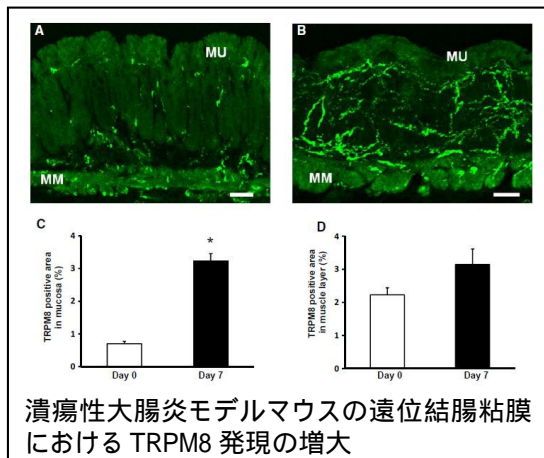 A
MU
MM
B
MU
MM
C
TRPM8 positive area
in mucosa (%)
4
3
2
1
0
*
Day 0
Day 7
D
TRPM8 positive area
in muscle layer (%)
4
3
2
1
0
Day 0
Day 7
潰瘍性大腸炎モデルマウスの遠位結腸粘膜
における TRPM8 発現の増大